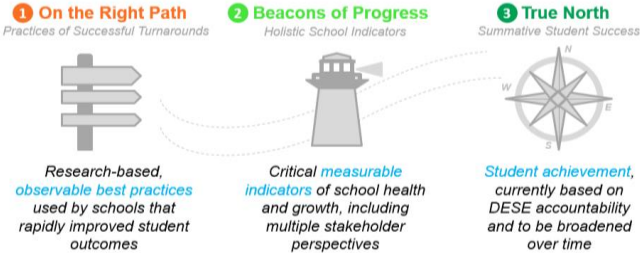 1 On the Right Path
Practices of Successful Turnarounds
Research-based,
observable best practices
used by schools that
rapidly improved student
outcomes
2 Beacons of Progress
Holistic School Indicators
Critical measurable
indicators of school health
and growth, including
multiple stakeholder
perspectives
3 True North
Summative Student Success
N
W
E
S
Student achievement,
currently based on
DESE accountability
and to be broadened
over time